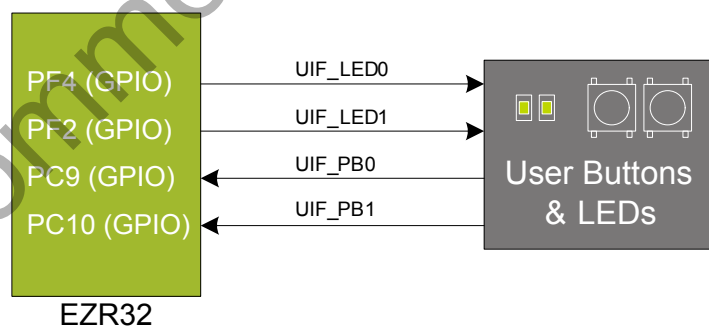 PF4 (GPIO)
UIF_LED0
PF2 (GPIO)
UIF_LED1
PC9 (GPIO)
UIF_PB0
PC10 (GPIO)
UIF_PB1
User Buttons
& LEDs
EZR32